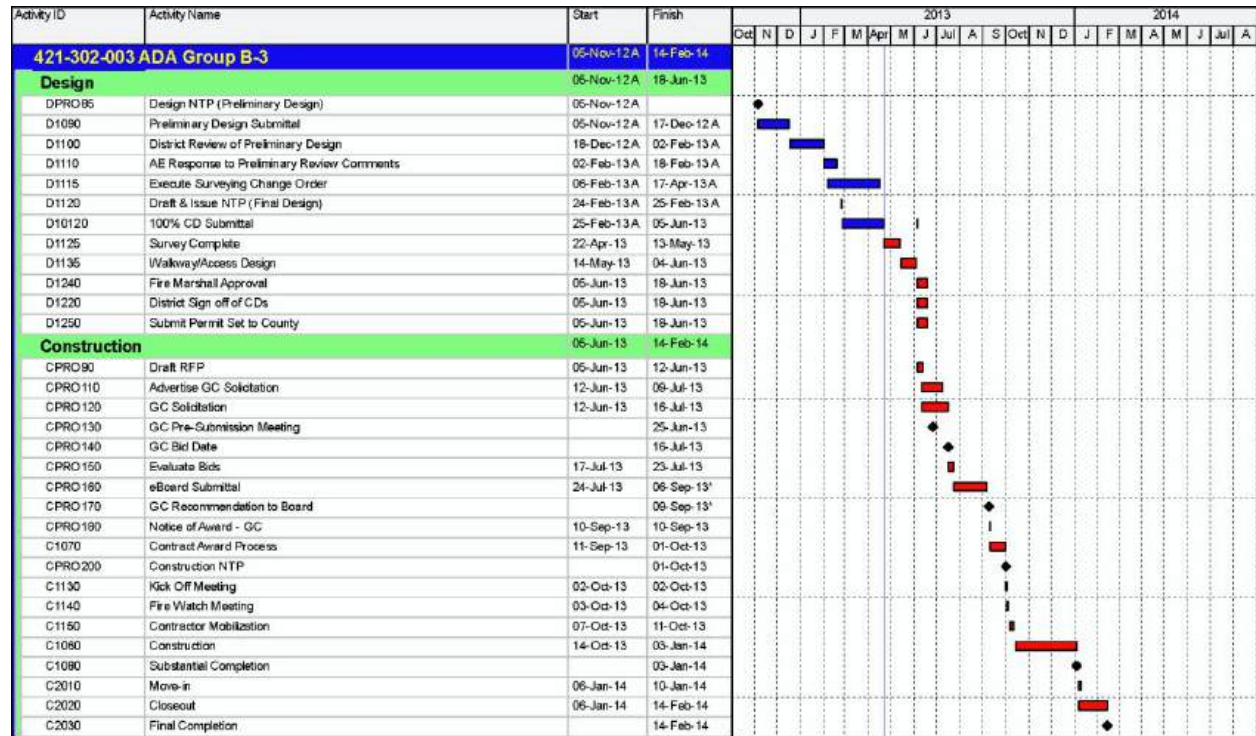 Activity ID Activity Name Start Finish 2013 2014
Oct N D J F M Apr M J Jul A S Oct N D J F M A M J Jul A
421-302-003 ADA Group B-3 05-Nov-12 A 14-Feb-14
Design 05-Nov-12 A 18-Jun-13
DPRO85 Design NTP (Preliminary Design) 05-Nov-12 A
D1090 Preliminary Design Submittal 05-Nov-12 A 17-Dec-12 A
D1100 District Review of Preliminary Design 18-Dec-12 A 02-Feb-13 A
D1110 AE Response to Preliminary Review Comments 02-Feb-13 A 18-Feb-13 A
D1115 Execute Surveying Change Order 06-Feb-13 A 17-Apr-13 A
D1120 Draft & Issue NTP (Final Design) 24-Feb-13 A 25-Feb-13 A
D10120 100% CD Submittal 25-Feb-13 A 05-Jun-13
D1125 Survey Complete 22-Apr-13 13-May-13
D1135 Walkway/Access Design 14-May-13 04-Jun-13
D1240 Fire Marshall Approval 05-Jun-13 18-Jun-13
D1220 District Sign off of CDs 05-Jun-13 18-Jun-13
D1250 Submit Permit Set to County 05-Jun-13 18-Jun-13
Construction 05-Jun-13 14-Feb-14
CPRO90 Draft RFP 05-Jun-13 12-Jun-13
CPRO110 Advertise GC Solicitation 12-Jun-13 09-Jul-13
CPRO120 GC Solicitation 12-Jun-13 16-Jul-13
CPRO130 GC Pre-Submission Meeting 25-Jun-13
CPRO140 GC Bid Date 16-Jul-13
CPRO150 Evaluate Bids 17-Jul-13 23-Jul-13
CPRO160 eBoard Submittal 24-Jul-13 06-Sep-13*
CPRO170 GC Recommendation to Board 09-Sep-13*
CPRO180 Notice of Award - GC 10-Sep-13 10-Sep-13
C1070 Contract Award Process 11-Sep-13 01-Oct-13
CPRO200 Construction NTP 01-Oct-13
C1130 Kick Off Meeting 02-Oct-13 02-Oct-13
C1140 Fire Watch Meeting 03-Oct-13 04-Oct-13
C1150 Contractor Mobilization 07-Oct-13 11-Oct-13
C1060 Construction 14-Oct-13 03-Jan-14
C1080 Substantial Completion 03-Jan-14
C2010 Move-in 06-Jan-14 10-Jan-14
C2020 Closeout 06-Jan-14 14-Feb-14
C2030 Final Completion 14-Feb-14